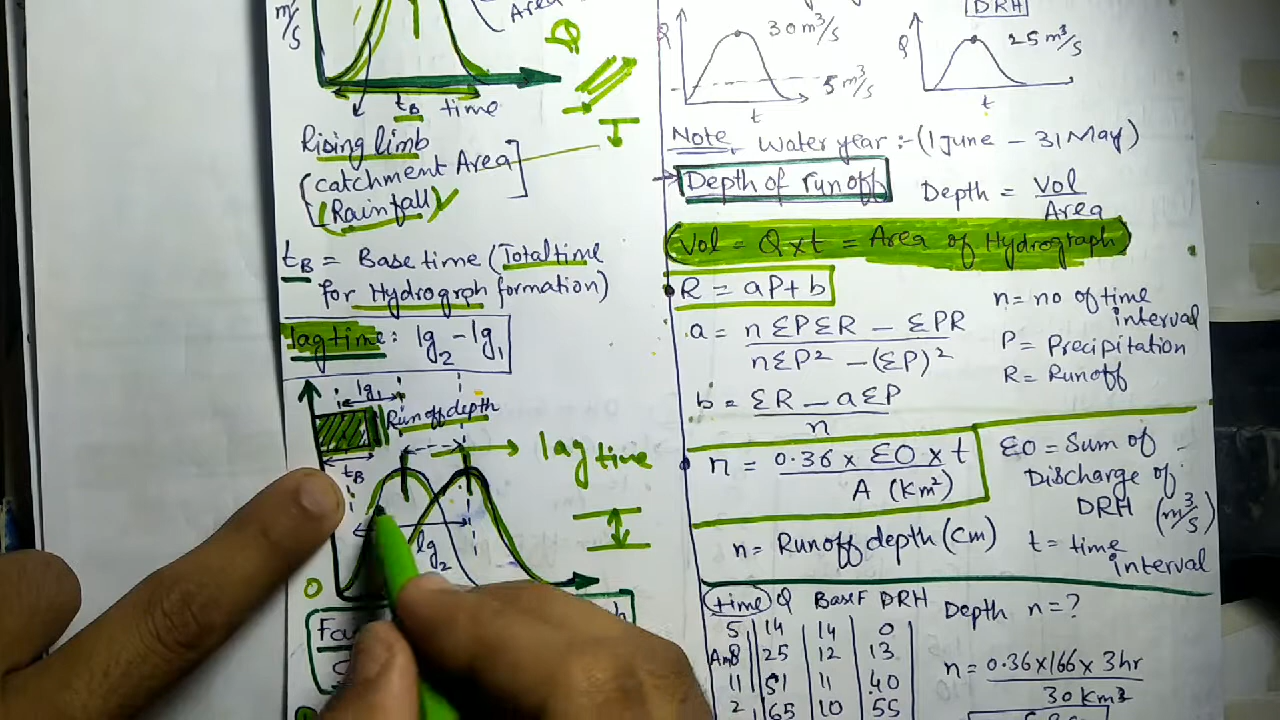 m³/s
Area
Q
tB time
Rising limb
(catchment Area
(Rainfall)
tB = Base time (Total time
for Hydrogrph formation)
lag time: lg2 - lg1
lg1
Runoff depth
tB
lag time
lg2
O
Q
30 m³/s
5 m³/s
t
DRH
Q
25 m³/s
t
Note, Water year :- (1 June - 31 May)
Depth of runoff
Depth = Vol / Area
Vol = Q x t = Area of Hydrograph
R = aP + b
a = nΣPΣR - ΣPR / nΣP² - (ΣP)²
b = ΣR - aΣP / n
n = no of time
interval
P = Precipitation
R = Runoff
n = 0.36 x ΣO x t / A (Km²)
ΣO = Sum of
Discharge of
DRH (m³/s)
n = Runoff depth (cm)
t = time
interval
time Q BaseF DRH
5 14 14 0
Am8 25 12 13
11 51 11 40
2 65 10 55
Depth n = ?
n = 0.36 x 166 x 3hr / 30 Km²